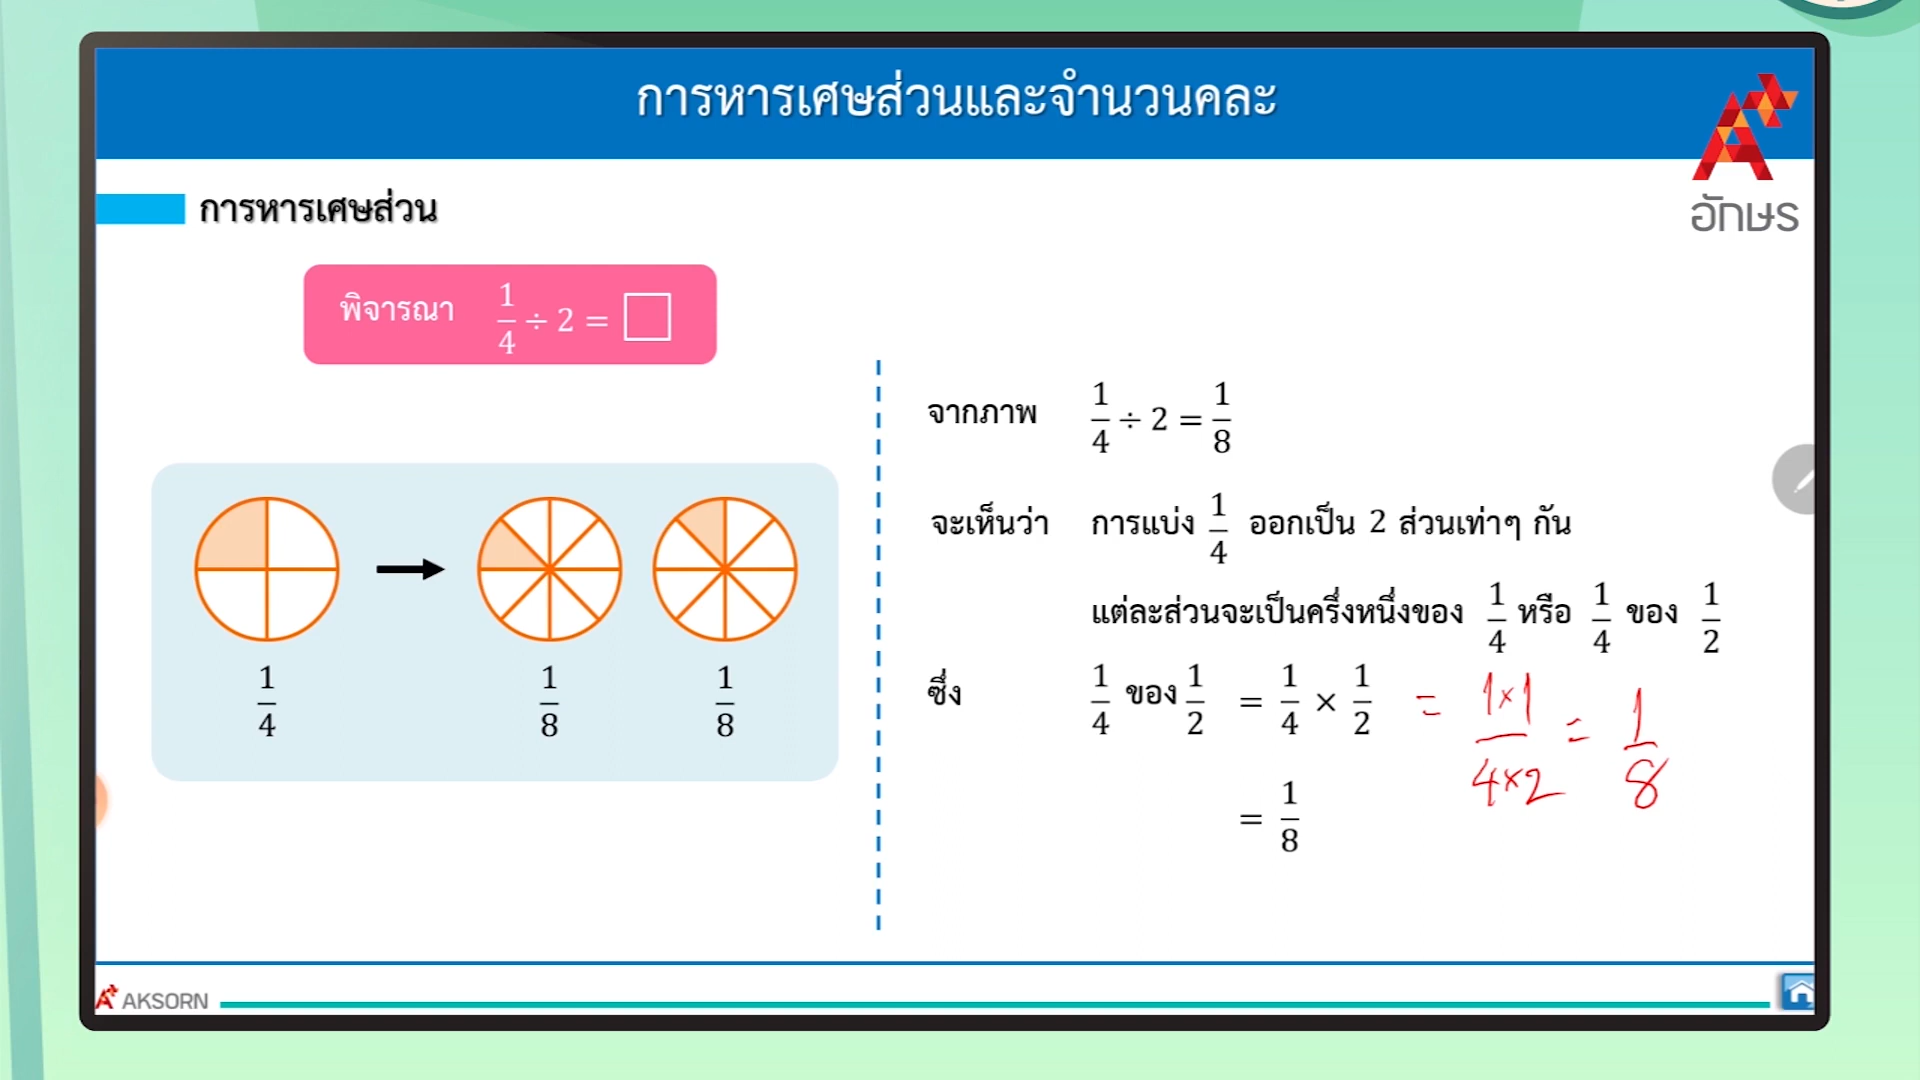 การหารเศษส่วนและจำนวนคละ
อักษร
การหารเศษส่วน
พิจารณา 1/4 ÷ 2 = □
1/4
1/8
1/8
จากภาพ 1/4 ÷ 2 = 1/8
จะเห็นว่า การแบ่ง 1/4 ออกเป็น 2 ส่วนเท่าๆ กัน
แต่ละส่วนจะเป็นครึ่งหนึ่งของ 1/4 หรือ 1/4 ของ 1/2
ซึ่ง 1/4 ของ 1/2 = 1/4 × 1/2 = 1×1/4×2 = 1/8
= 1/8
AKSORN